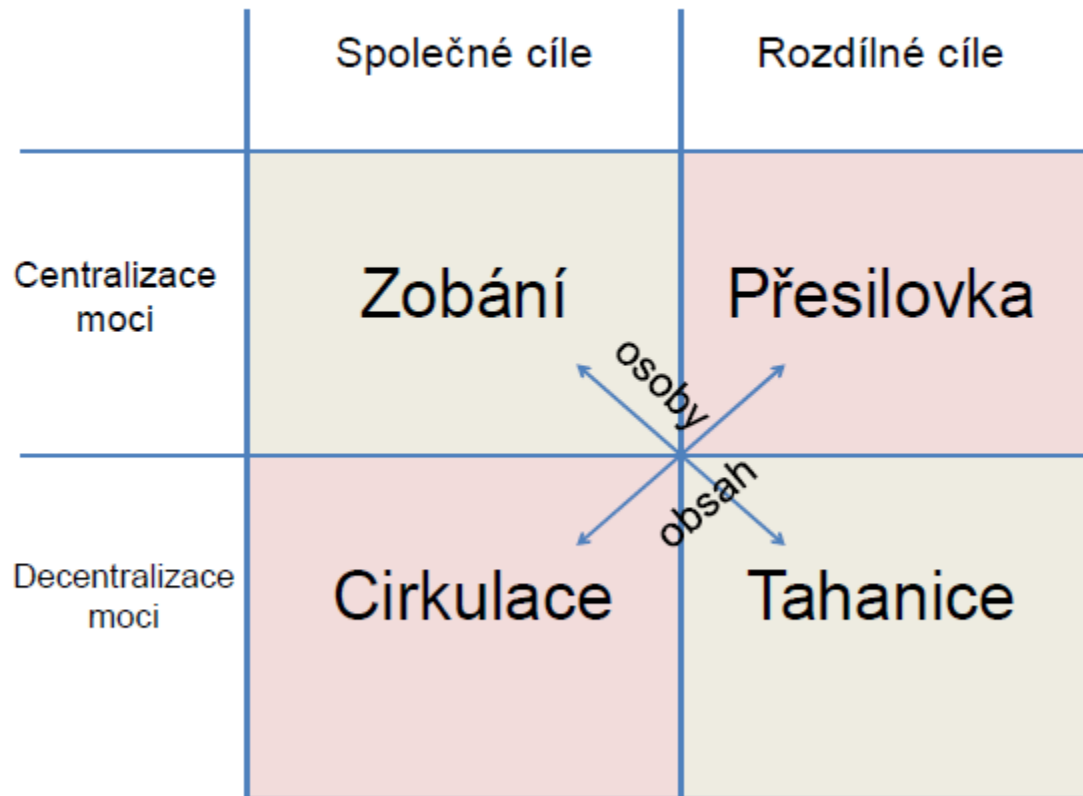 Společné cíle
Rozdílné cíle
Centralizace
moci
Zobání
Přesilovka
osoby
obsah
Decentralizace
moci
Cirkulace
Tahanice